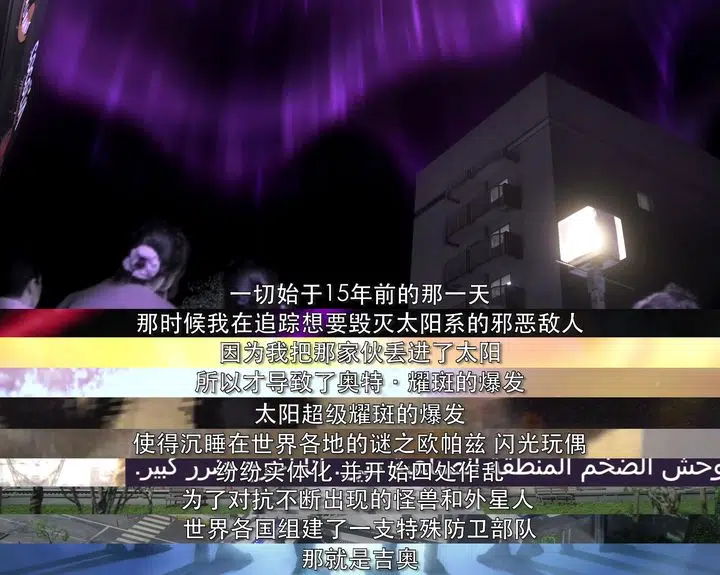 一切始于15年前的那一天
那时候我在追踪想要毁灭太阳系的邪恶敌人
因为我把那家伙丢进了太阳
所以才导致了奥特·耀斑的爆发
太阳超级耀斑的爆发
使得沉睡在世界各地的谜之欧帕兹 闪光玩偶
纷纷实体化 并开始四处作乱
为了对抗不断出现的怪兽和外星人
世界各国组建了一支特殊防卫部队
那就是吉奥